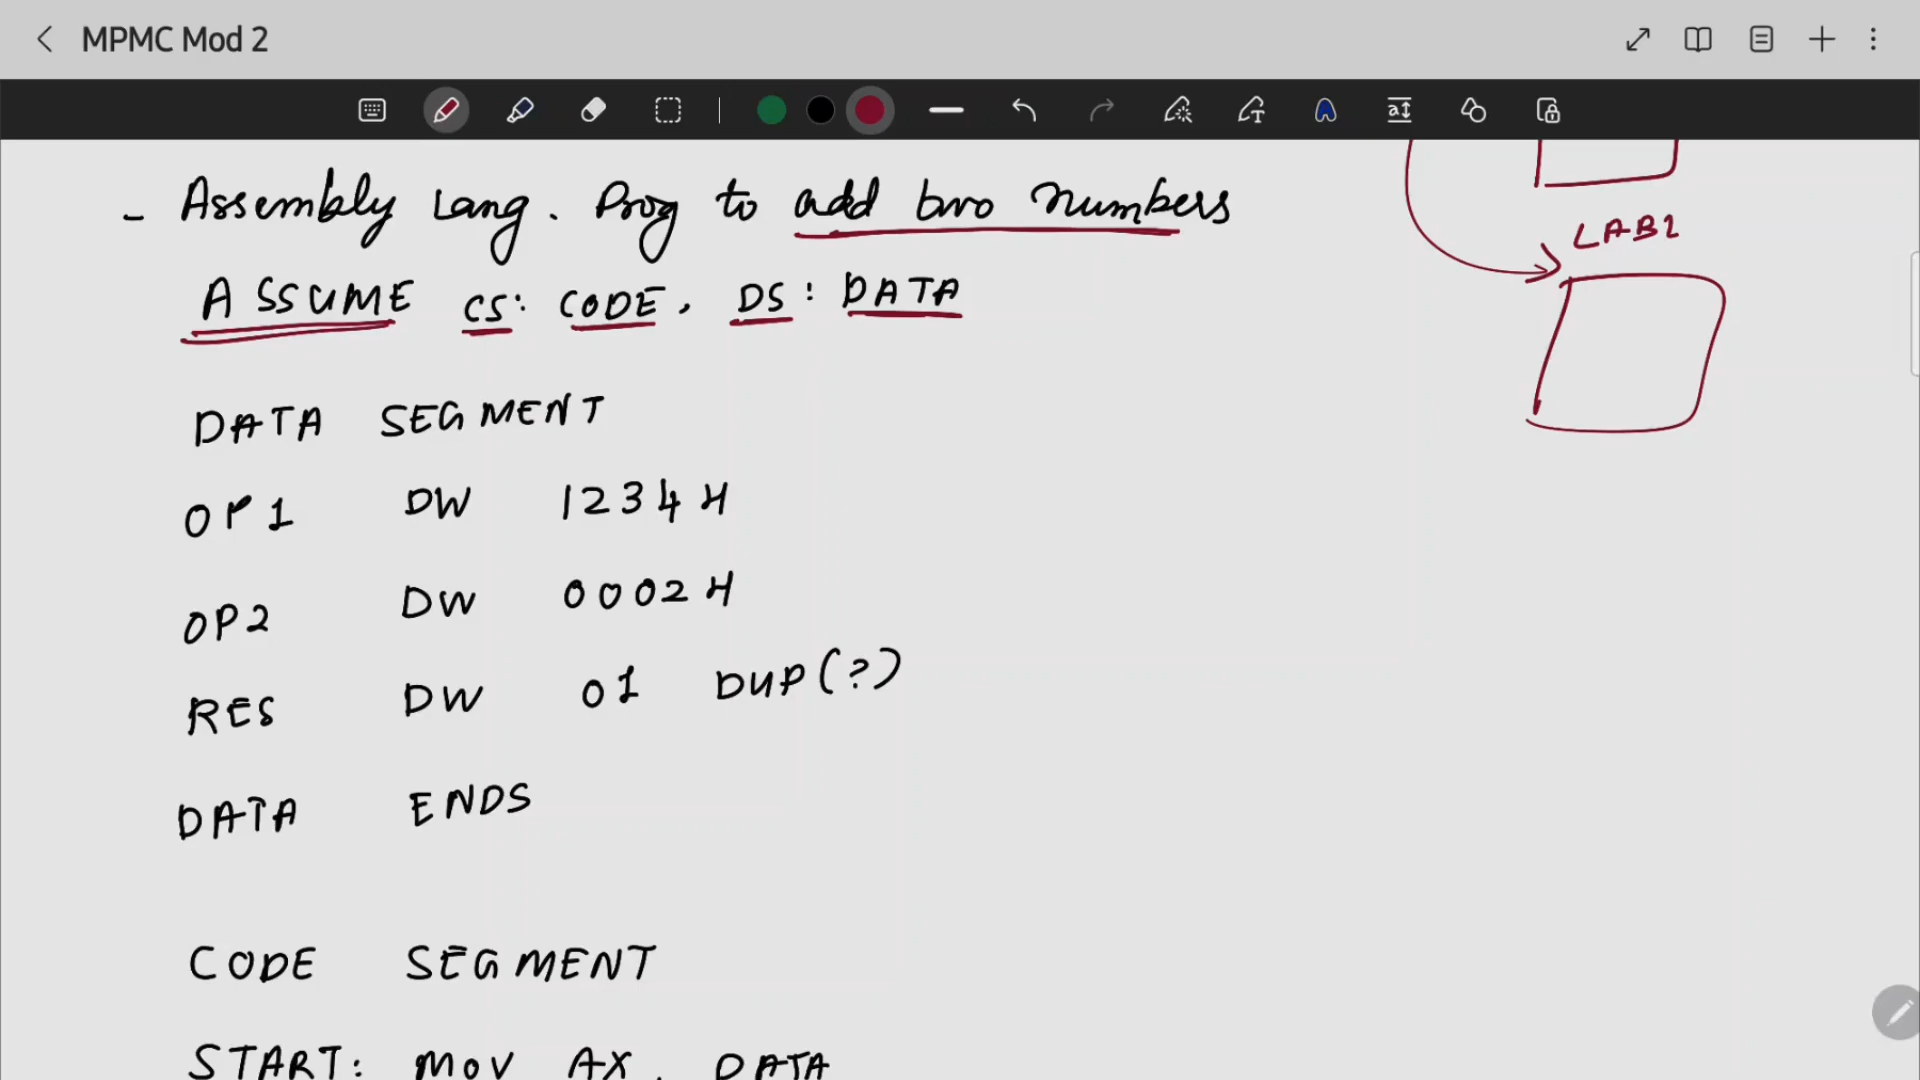 MPMC Mod 2
- Assembly Lang. Prog to add two numbers
ASSUME CS: CODE, DS: DATA
DATA SEGMENT
OP1 DW 1234H
OP2 DW 0002H
RES DW 01 DUP(?)
DATA ENDS
CODE SEGMENT
START: MOV AX, DATA